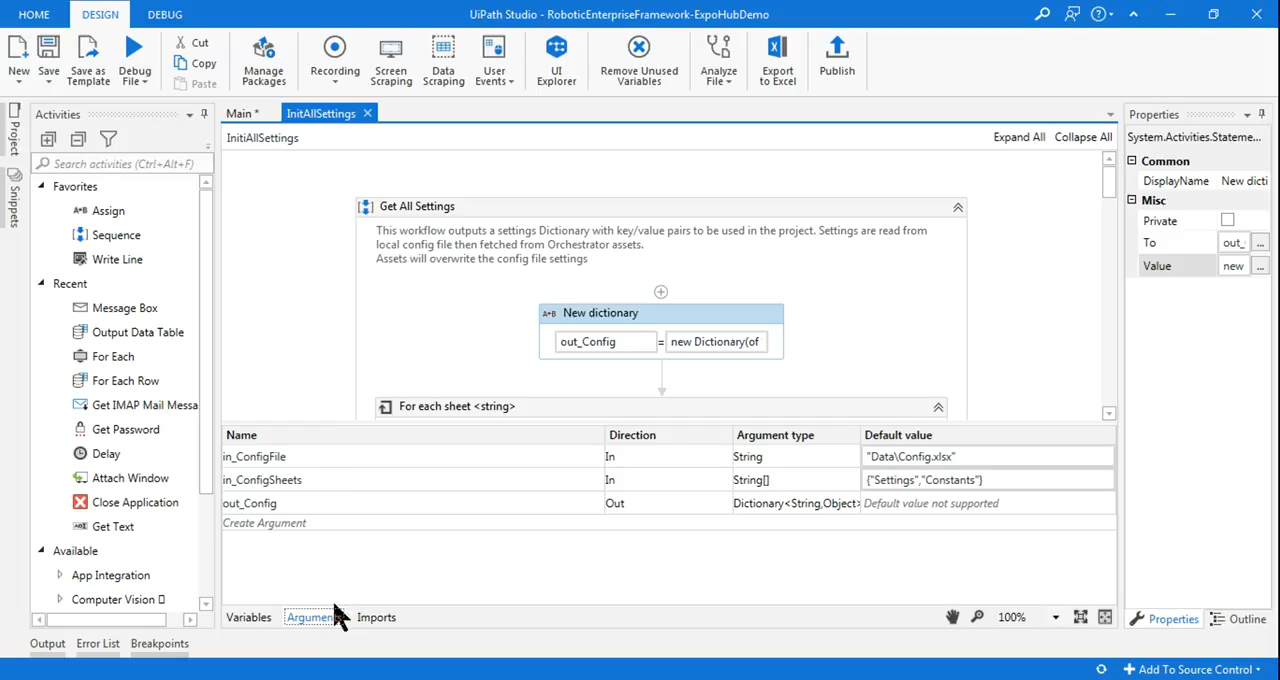 HOME DESIGN DEBUG UiPath Studio - RoboticEnterpriseFramework-ExpoHubDemo
New Save Save as Template Debug File Cut Copy Paste Manage Packages Recording Screen Scraping Data Scraping User Events UI Explorer Remove Unused Variables Analyze File Export to Excel Publish
Project
Snippets
Activities
Search activities (Ctrl+Alt+F)
Favorites
A+B Assign
Sequence
Write Line
Recent
Message Box
Output Data Table
For Each
For Each Row
Get IMAP Mail Messa
Get Password
Delay
Attach Window
Close Application
Get Text
Available
App Integration
Computer Vision
Main * InitAllSettings
InitiAllSettings Expand All Collapse All
Get All Settings
This workflow outputs a settings Dictionary with key/value pairs to be used in the project. Settings are read from
local config file then fetched from Orchestrator assets.
Assets will overwrite the config file settings
A+B New dictionary
out_Config = new Dictionary(of
For each sheet <string>
Name Direction Argument type Default value
in_ConfigFile In String "Data\Config.xlsx"
in_ConfigSheets In String[] {"Settings","Constants"}
out_Config Out Dictionary<String,Object> Default value not supported
Create Argument
Variables Argumen Imports 100%
Properties
System.Activities.Stateme...
Common
DisplayName New dicti
Misc
Private
To out_ ...
Value new ...
Properties Outline
Output Error List Breakpoints
Add To Source Control